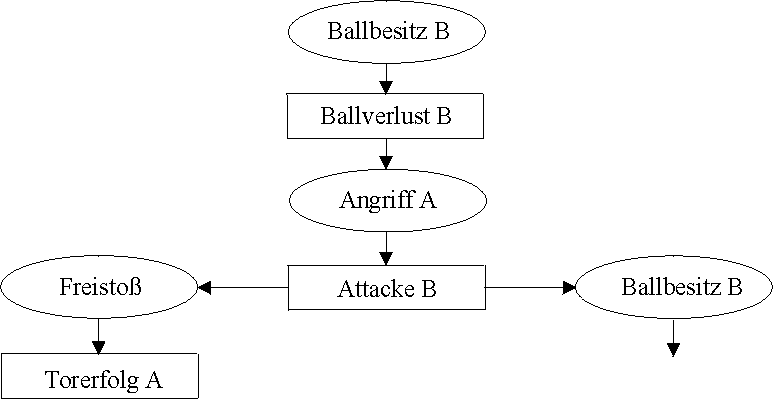 Ballbesitz B
Ballverlust B
Angriff A
Freistoß
Attacke B
Ballbesitz B
Torerfolg A